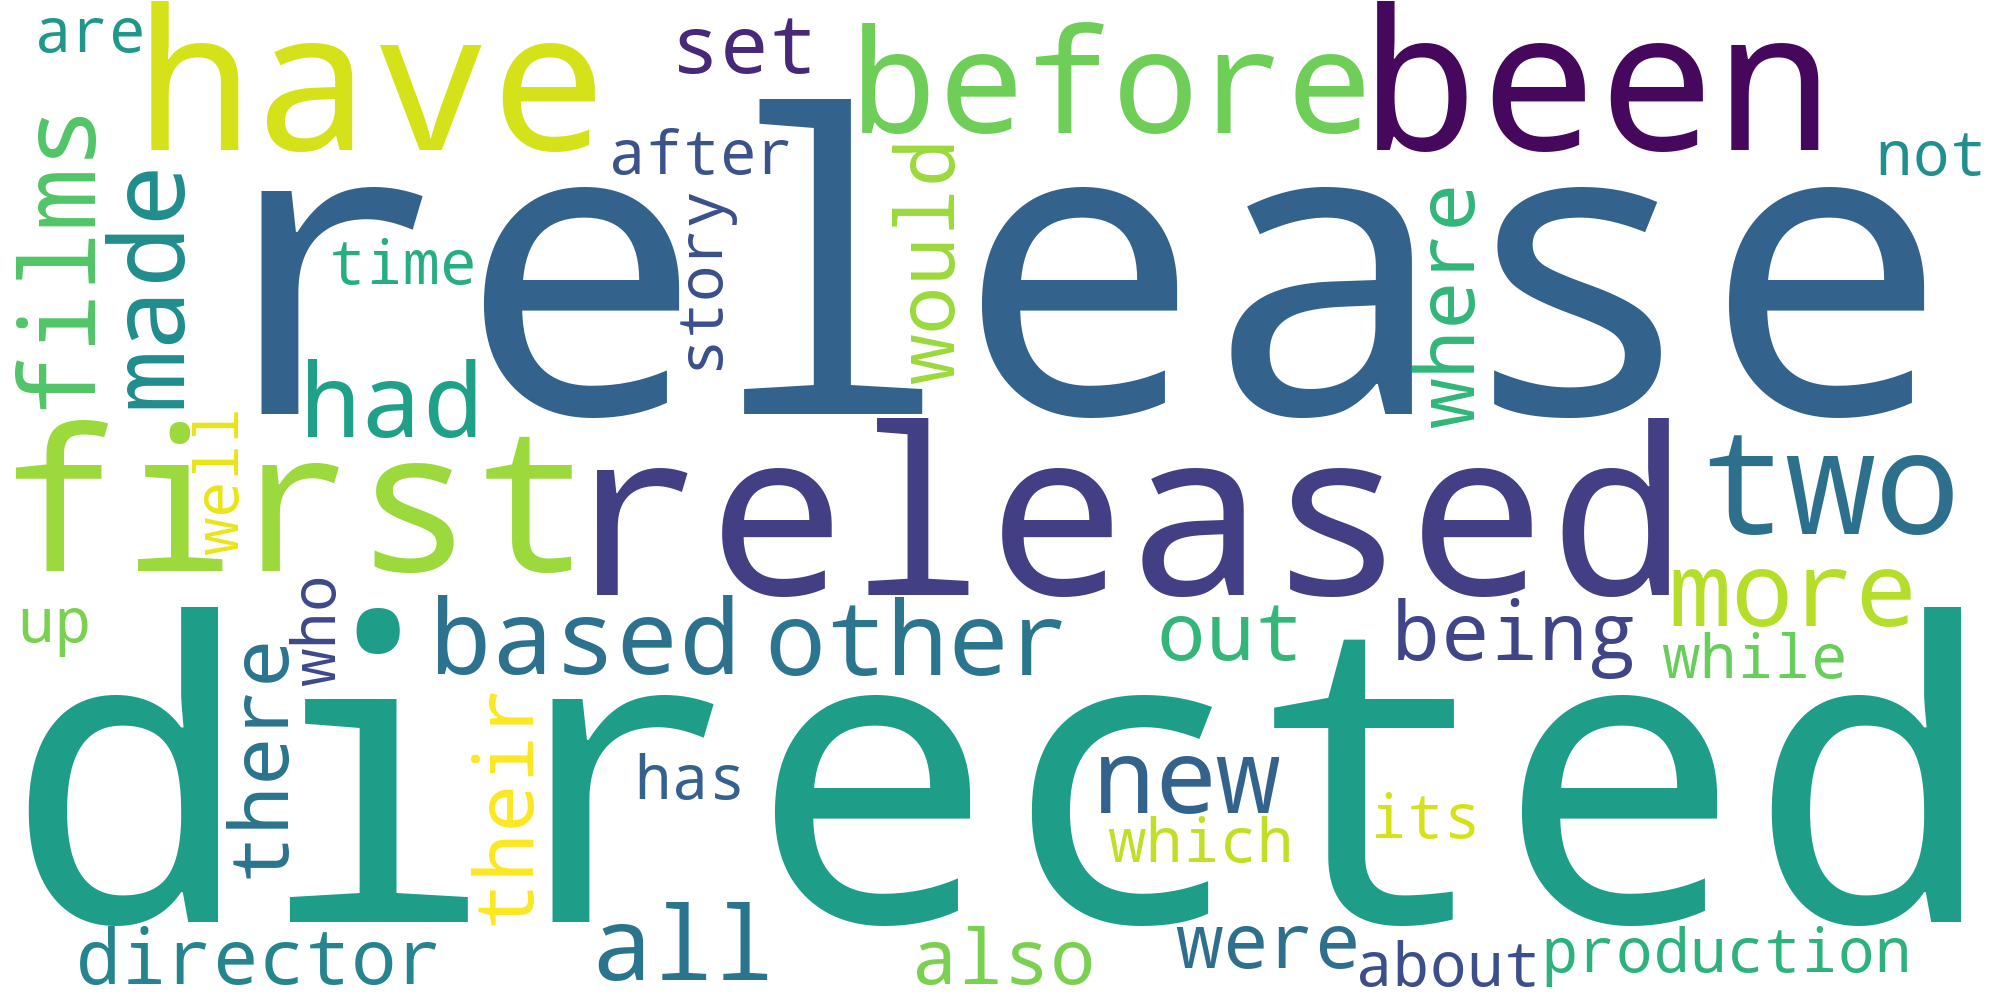 are
have
set
before
been
films
made
after
not
release
time
story
would
where
had
first
well
released
two
up
who
there
based
other
out
being
more
while
directed
their
has
new
which
its
director
all
also
were
about
production